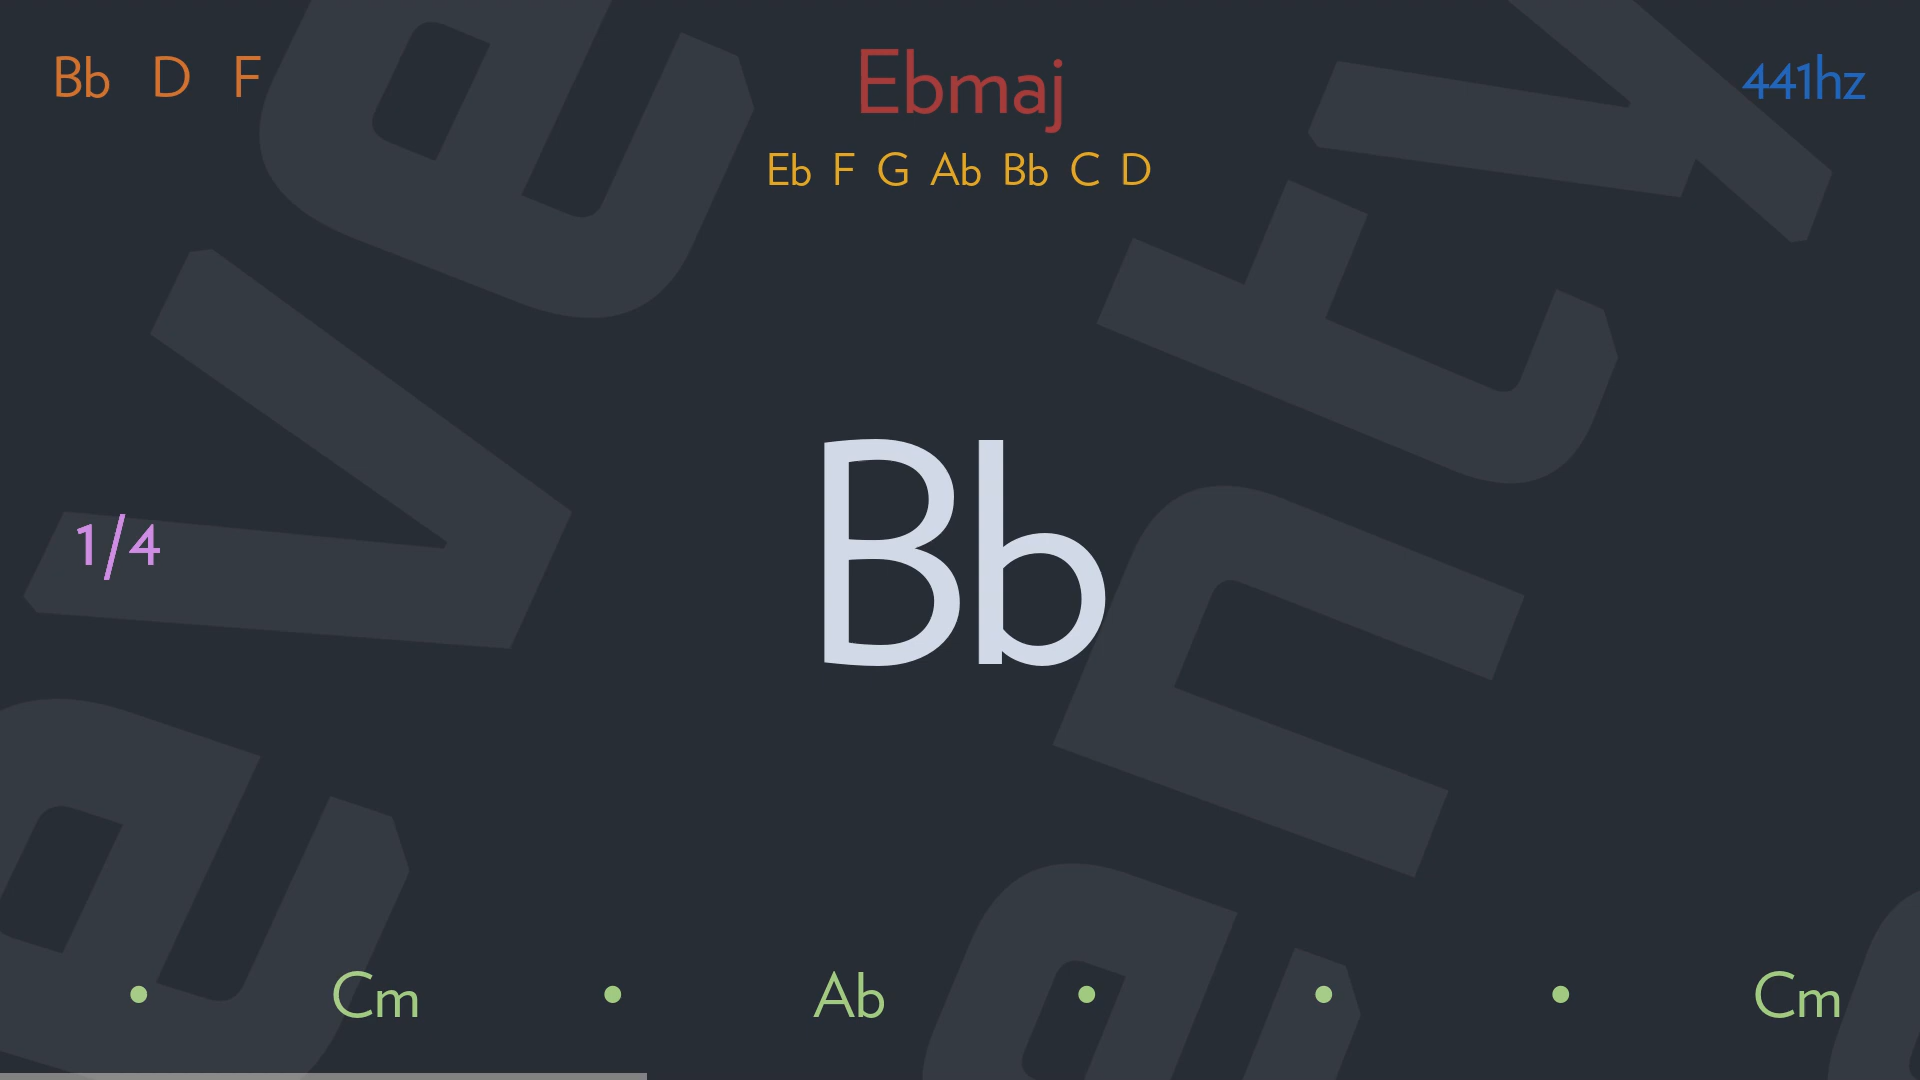 Bb D F
Ebmaj
441hz
Eb F G Ab Bb C D
Bb
1/4
• Cm • Ab • • • Cm